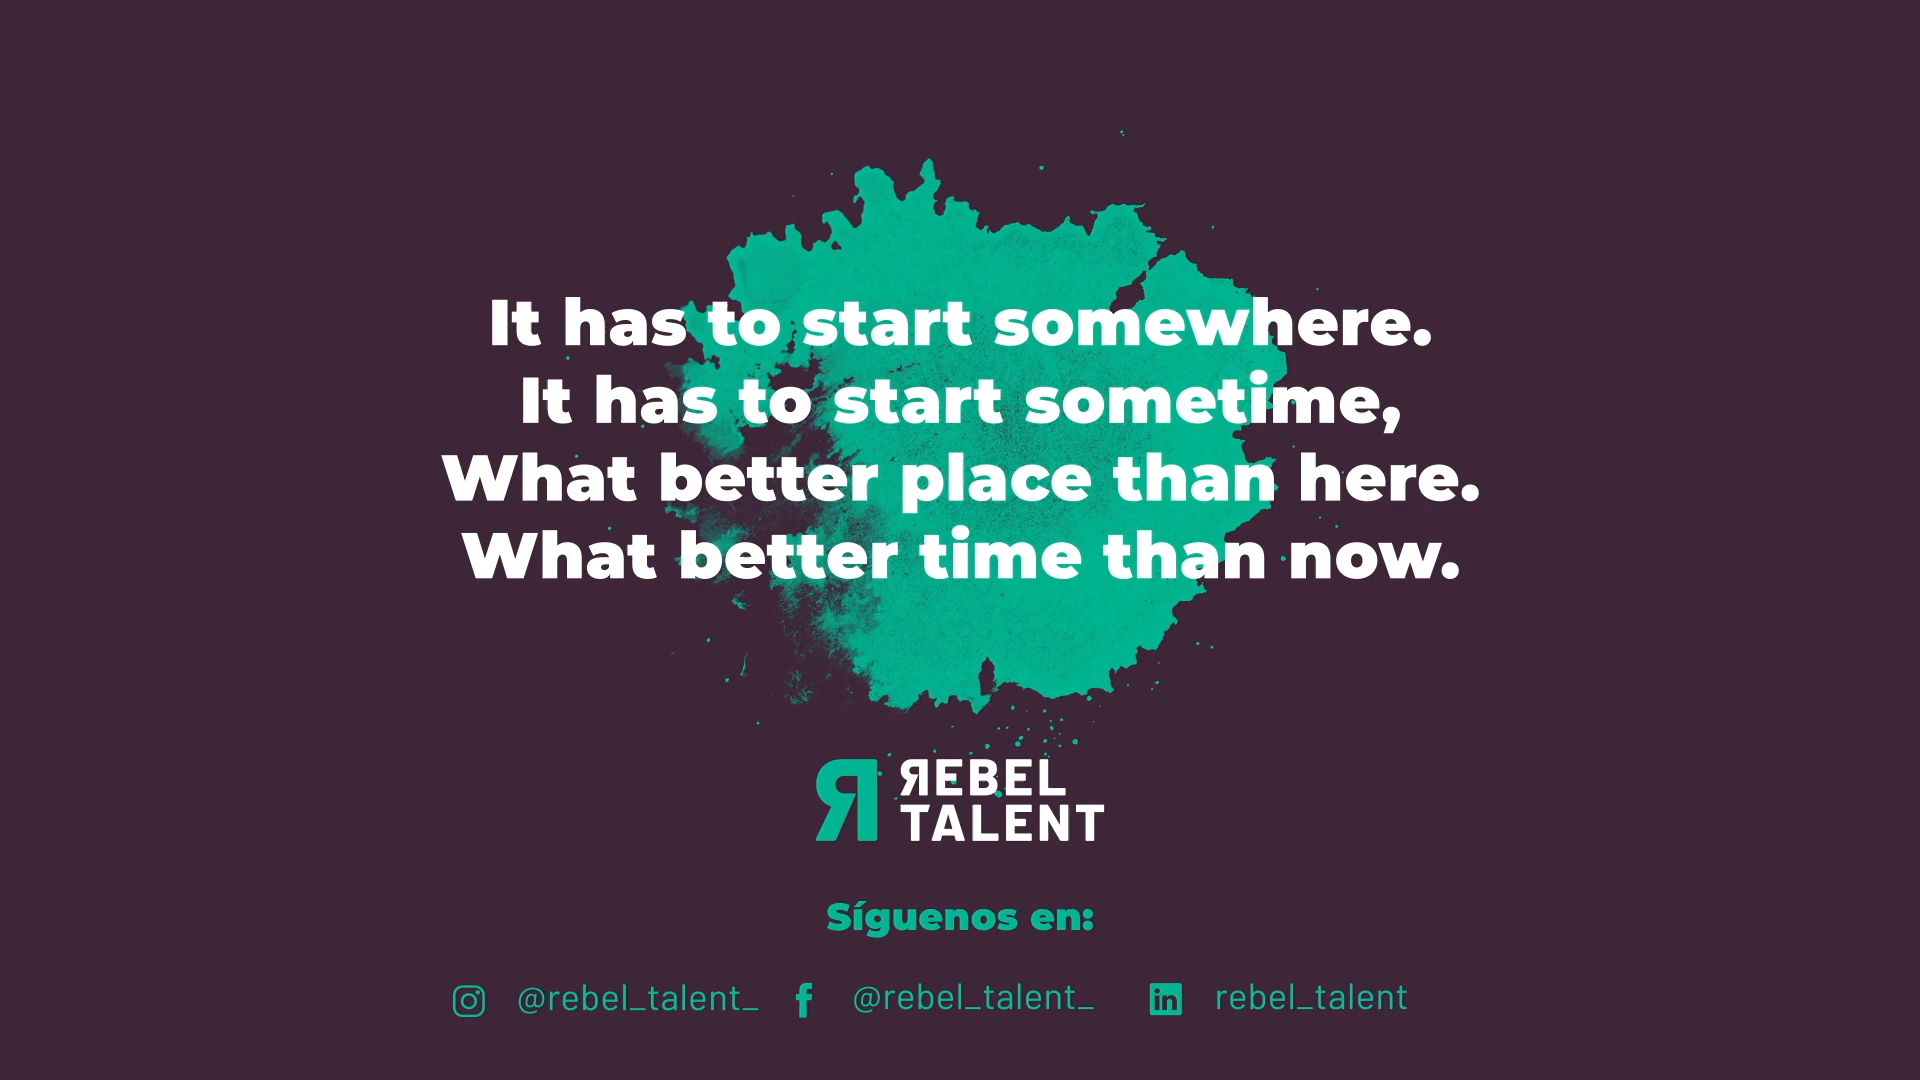 It has to start somewhere.
It has to start sometime,
What better place than here.
What better time than now.
ЯEBEL
TALENT
Síguenos en:
@rebel_talent_ @rebel_talent_ rebel_talent